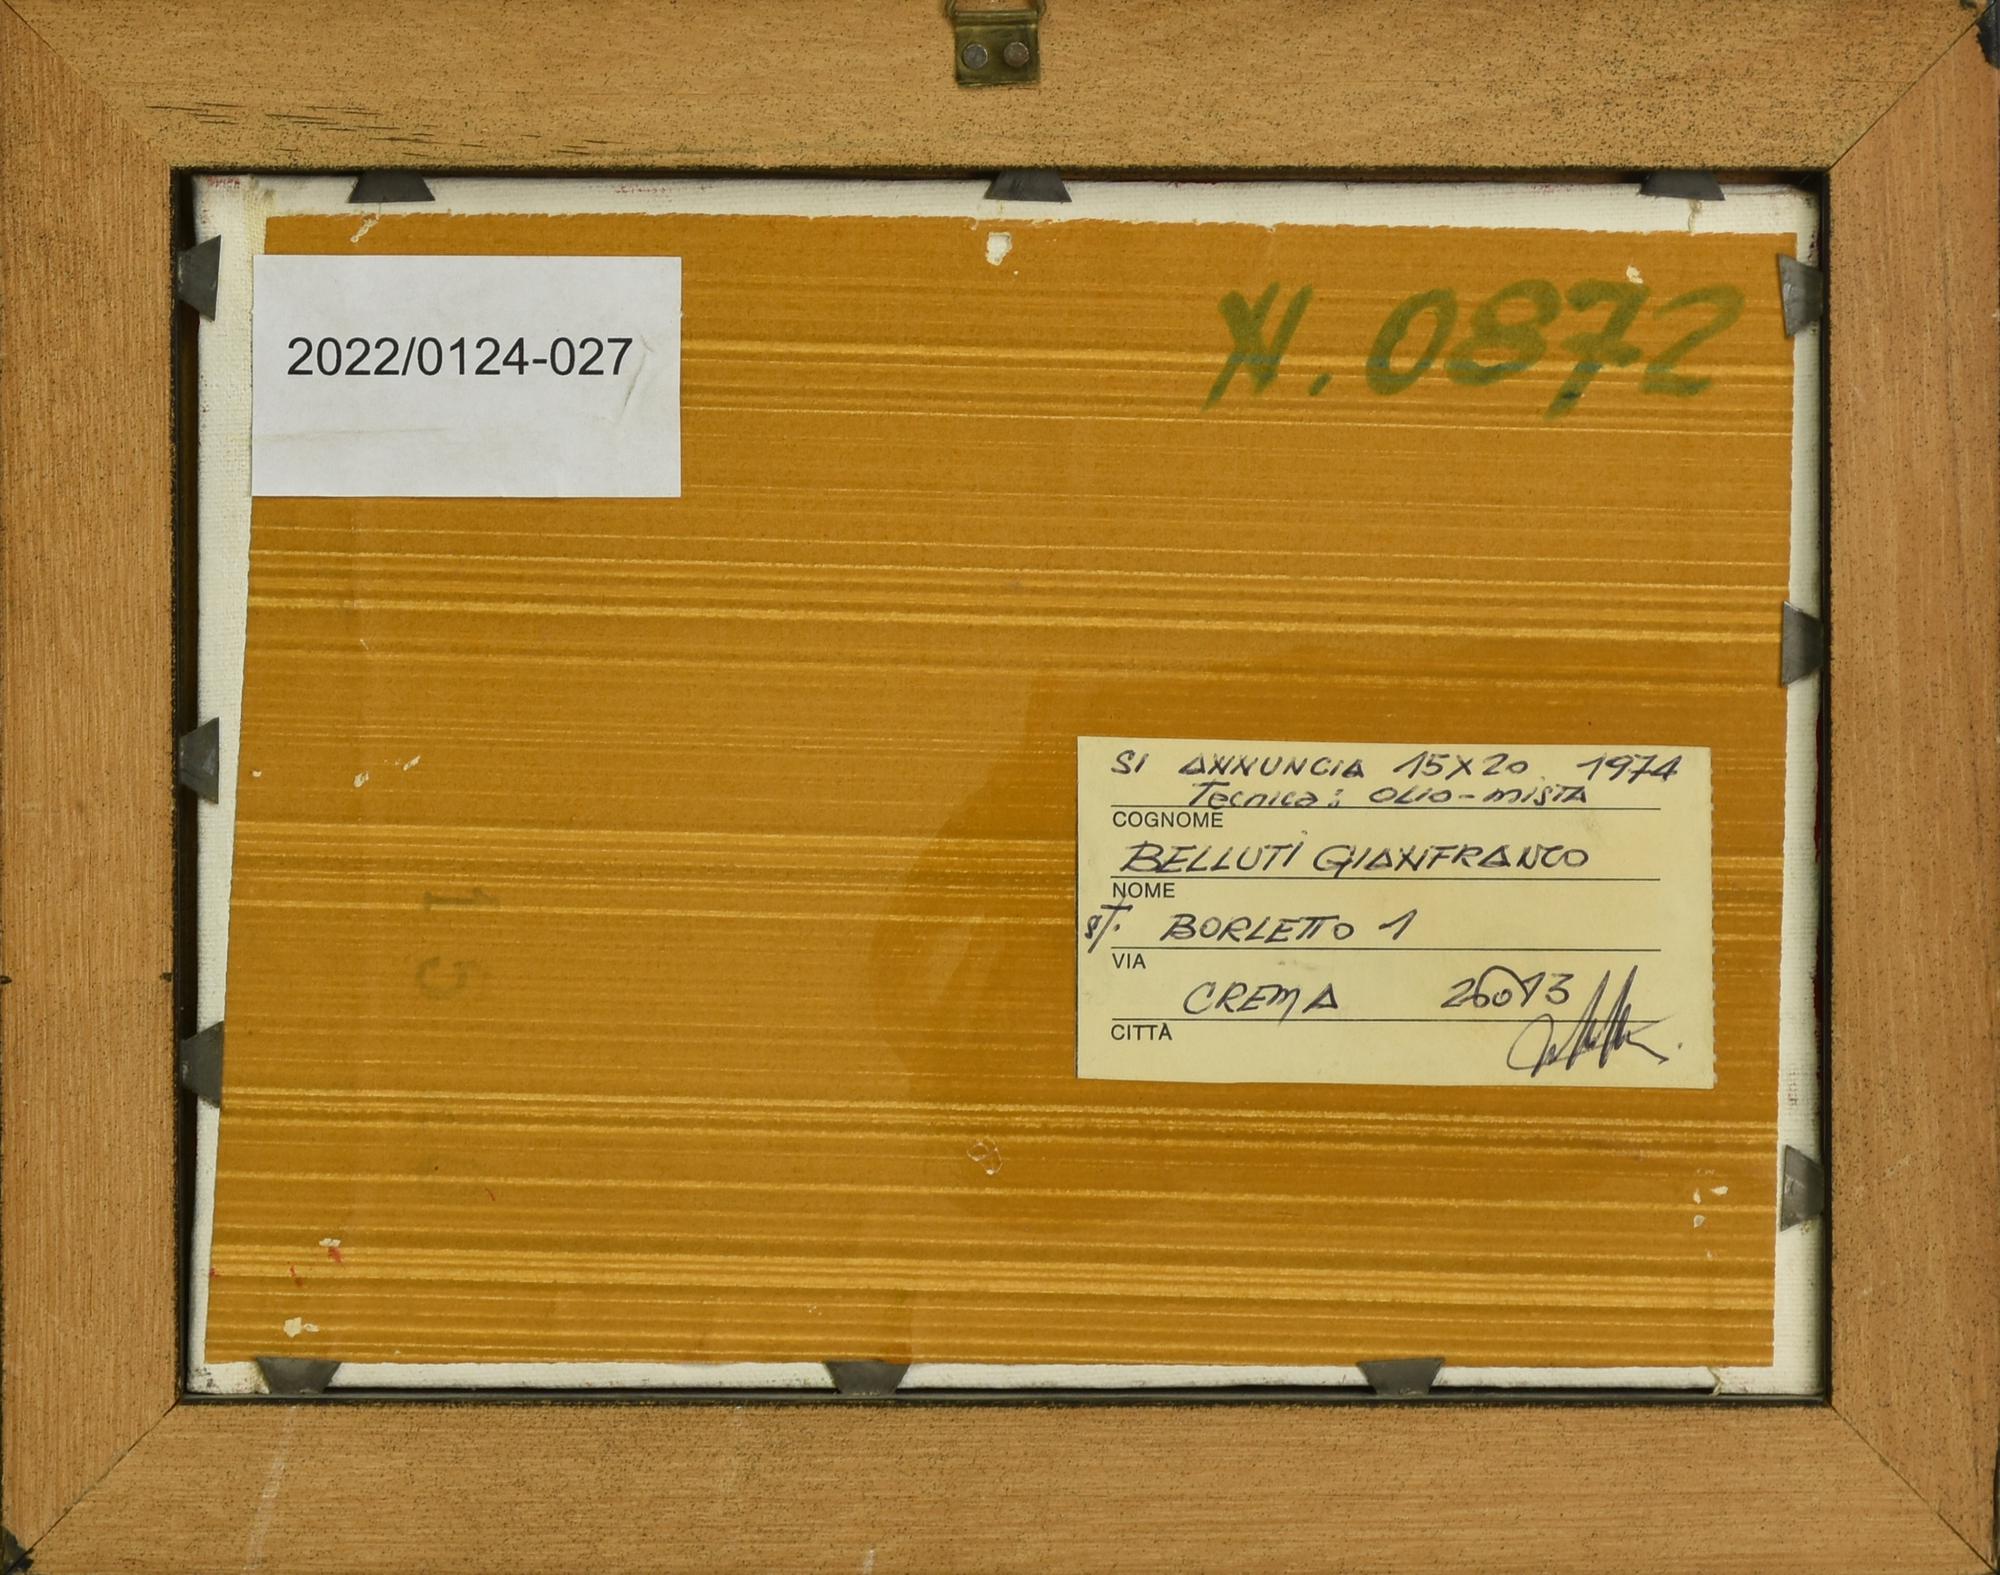 2022/0124-027
N. 0872
SI ANNUNCIA 15X20 1974
Tecnica: OLIO-MISTA
COGNOME
BELLUTI GIANFRANCO
NOME
ST. BORLETTO 1
VIA
CREMA 26013
CITTÀ